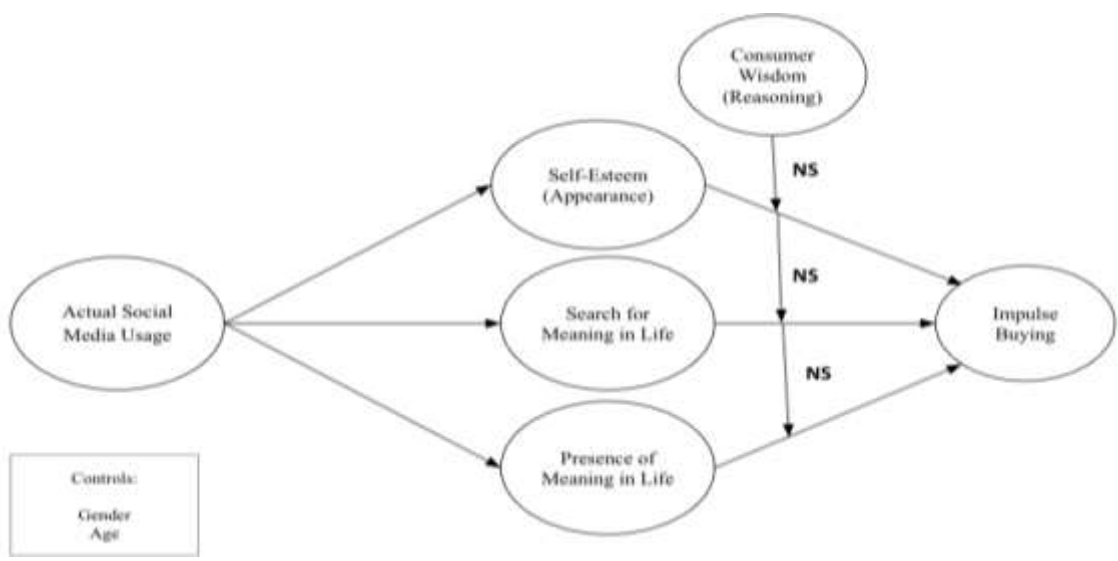 Consumer
Wisdom
(Reasoning)
NS
Self-Esteem
(Appearance)
NS
Actual Social
Media Usage
Search for
Meaning in Life
Impulse
Buying
NS
Presence of
Meaning in Life
Controls:
Gender
Age